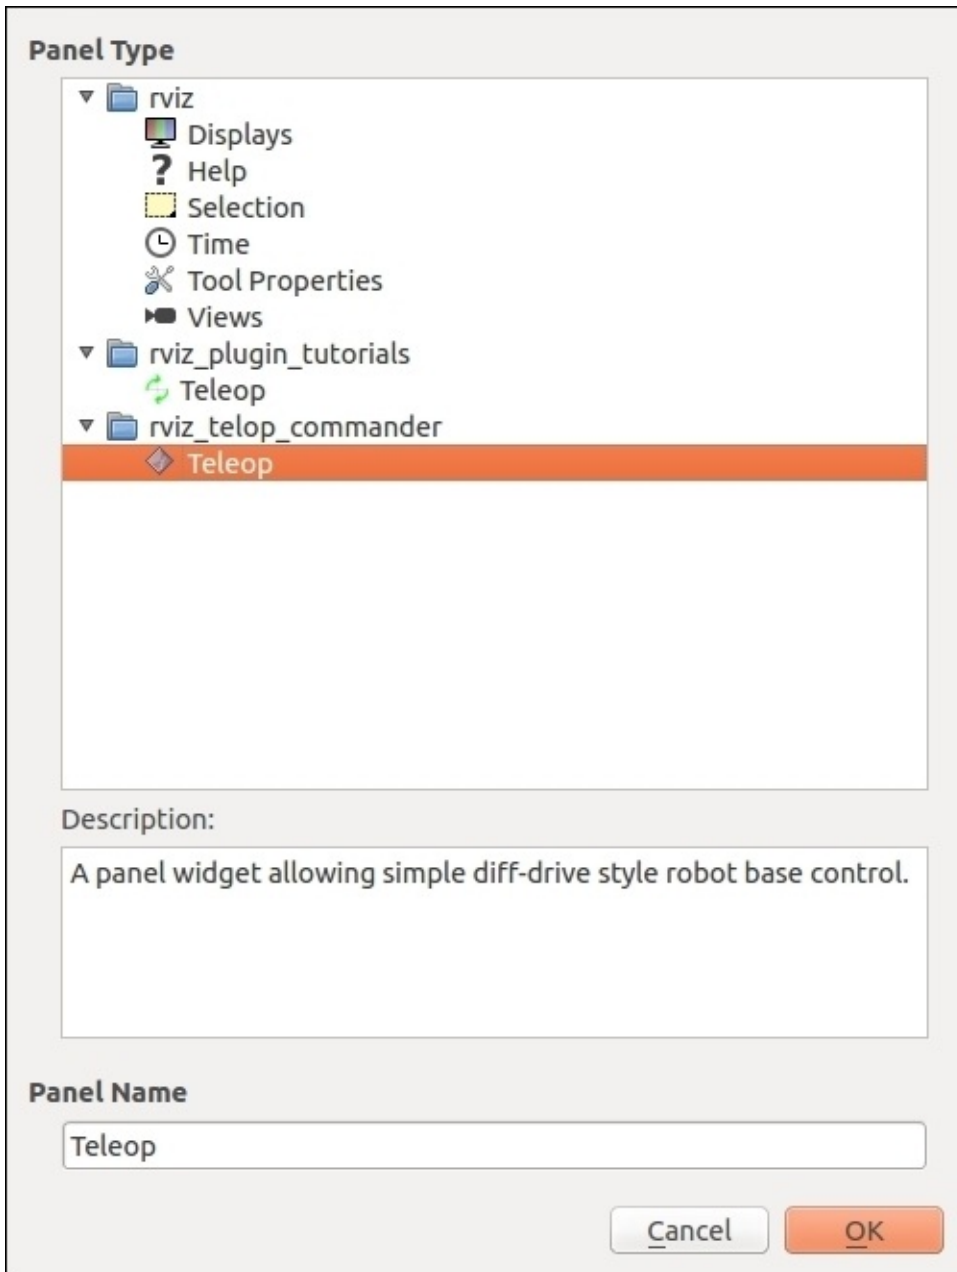 Panel Type
rviz
Displays
Help
Selection
Time
Tool Properties
Views
rviz_plugin_tutorials
Teleop
rviz_telop_commander
Teleop
Description:
A panel widget allowing simple diff-drive style robot base control.
Panel Name
Teleop
Cancel
OK